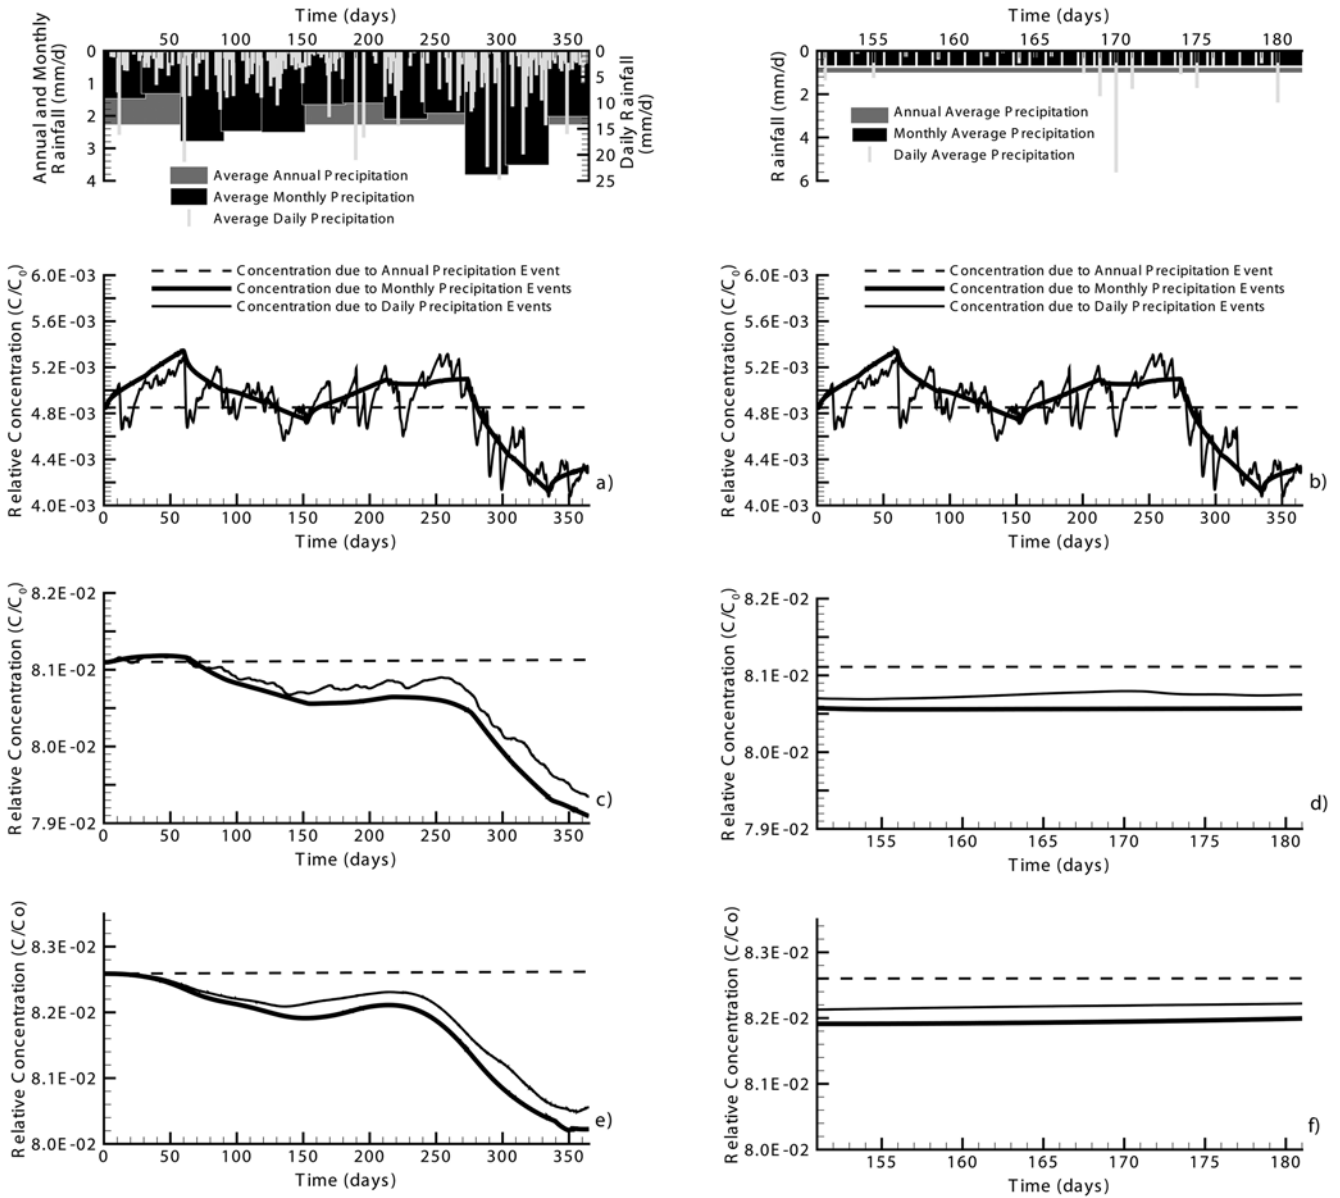 Time (days)
50 100 150 200 250 300 350
Annual and Monthly
Rainfall (mm/d)
0
1
2
3
4
0
5
10
15
20
25
Daily Rainfall
(mm/d)
Average Annual Precipitation
Average Monthly Precipitation
Average Daily Precipitation
Time (days)
155 160 165 170 175 180
Rainfall (mm/d)
0
2
4
6
Annual Average Precipitation
Monthly Average Precipitation
Daily Average Precipitation
Relative Concentration (C/C₀)
6.0E-03
5.6E-03
5.2E-03
4.8E-03
4.4E-03
4.0E-03
Concentration due to Annual Precipitation Event
Concentration due to Monthly Precipitation Events
Concentration due to Daily Precipitation Events
a)
0 50 100 150 200 250 300 350
Time (days)
Relative Concentration (C/C₀)
6.0E-03
5.6E-03
5.2E-03
4.8E-03
4.4E-03
4.0E-03
Concentration due to Annual Precipitation Event
Concentration due to Monthly Precipitation Events
Concentration due to Daily Precipitation Events
b)
0 50 100 150 200 250 300 350
Time (days)
Relative Concentration (C/C₀)
8.2E-02
8.1E-02
8.0E-02
7.9E-02
c)
0 50 100 150 200 250 300 350
Time (days)
Relative Concentration (C/C₀)
8.2E-02
8.1E-02
8.0E-02
7.9E-02
d)
155 160 165 170 175 180
Time (days)
Relative Concentration (C/Co)
8.3E-02
8.2E-02
8.1E-02
8.0E-02
e)
0 50 100 150 200 250 300 350
Time (days)
Relative Concentration (C/Co)
8.3E-02
8.2E-02
8.1E-02
8.0E-02
f)
155 160 165 170 175 180
Time (days)